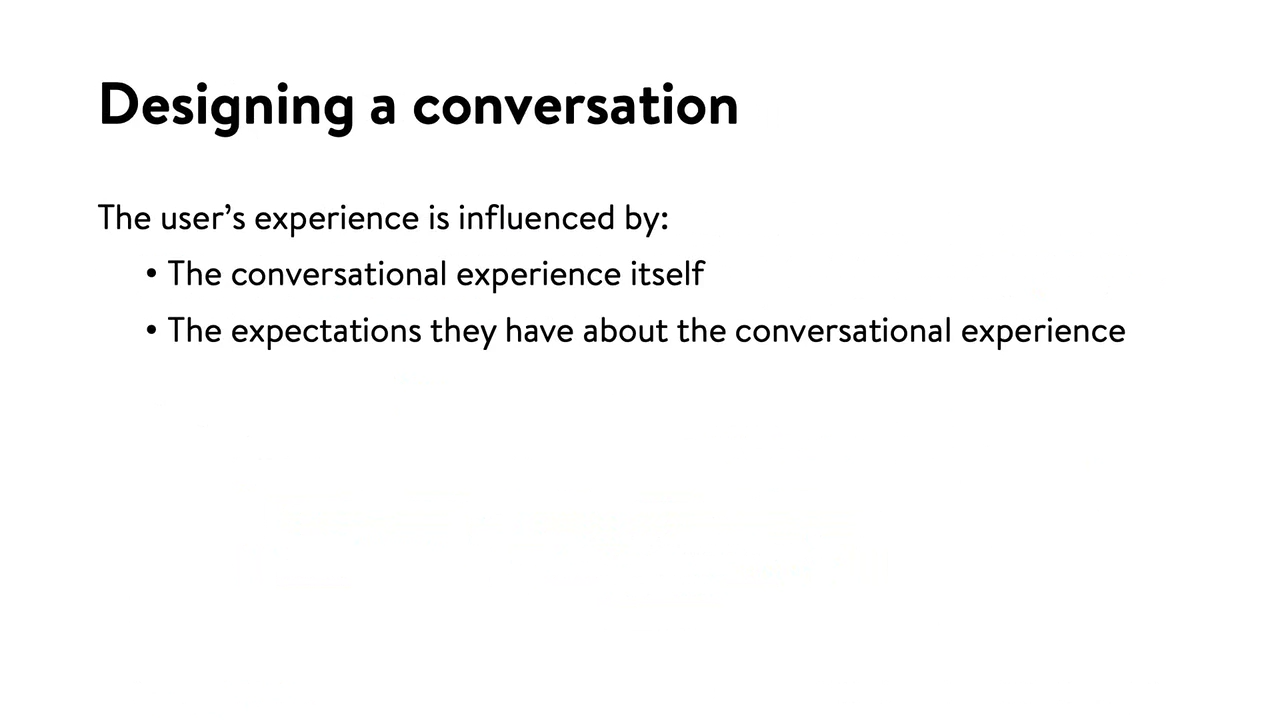 Designing a conversation
The user’s experience is influenced by:
• The conversational experience itself
• The expectations they have about the conversational experience